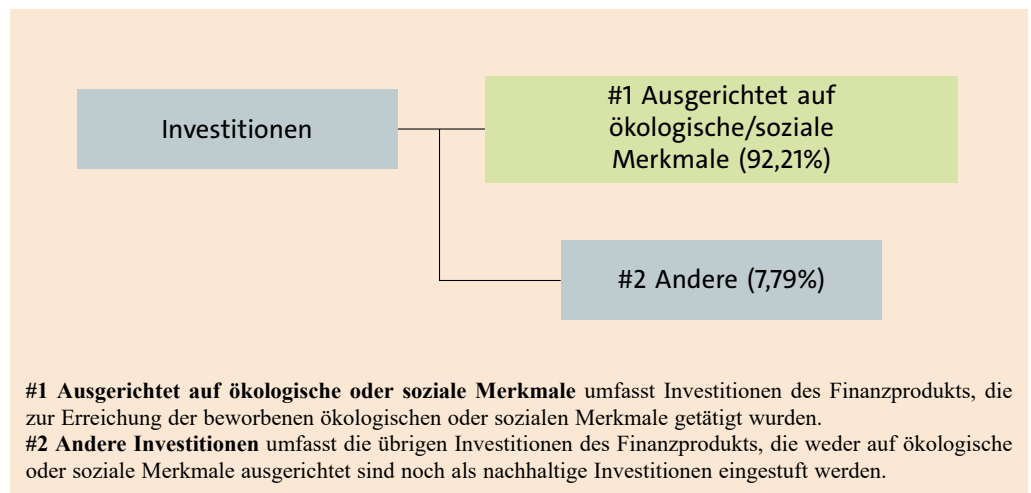 Investitionen
#1 Ausgerichtet auf
ökologische/soziale
Merkmale (92,21%)
#2 Andere (7,79%)
#1 Ausgerichtet auf ökologische oder soziale Merkmale umfasst Investitionen des Finanzprodukts, die
zur Erreichung der beworbenen ökologischen oder sozialen Merkmale getätigt wurden.
#2 Andere Investitionen umfasst die übrigen Investitionen des Finanzprodukts, die weder auf ökologische
oder soziale Merkmale ausgerichtet sind noch als nachhaltige Investitionen eingestuft werden.